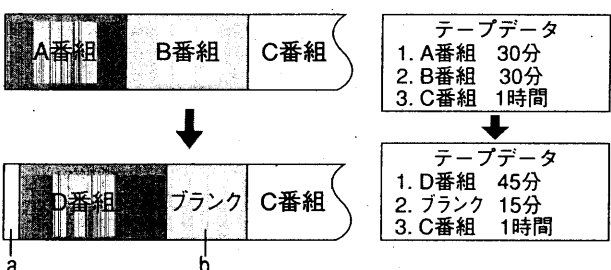 A番組 B番組 C番組
テープデータ
1. A番組 30分
2. B番組 30分
3. C番組 1時間
D番組 ブランク C番組
a b
テープデータ
1. D番組 45分
2. ブランク 15分
3. C番組 1時間